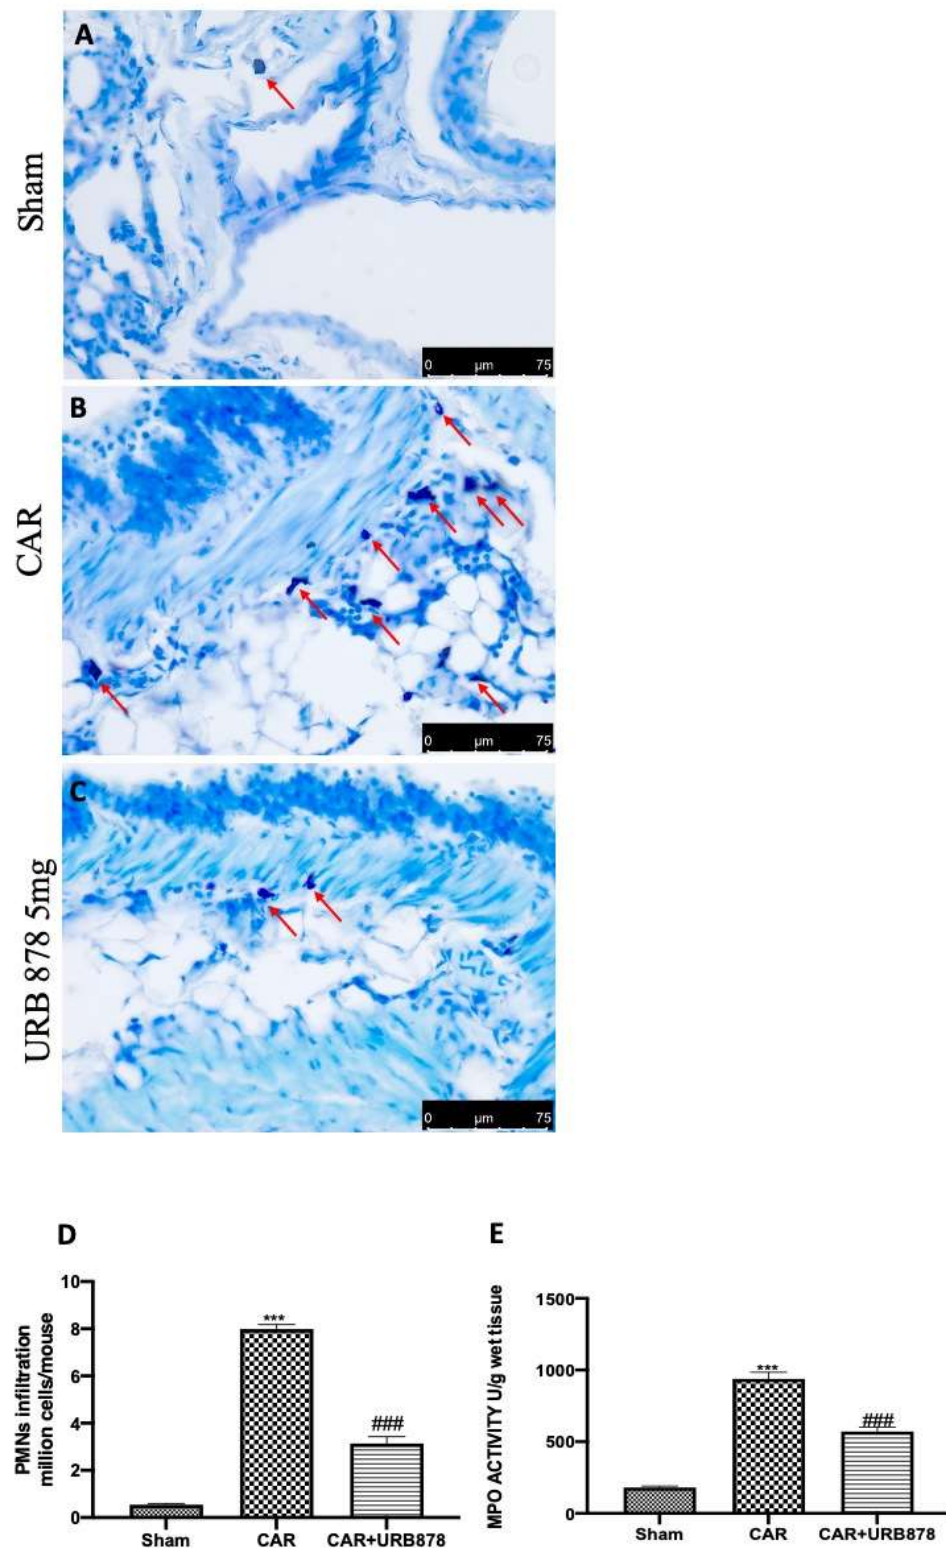 A
Sham
0 µm 75
B
CAR
0 µm 75
C
URB 878 5mg
0 µm 75
D
PMNs infiltration
million cells/mouse
10
8
6
4
2
0
***
###
Sham CAR CAR+URB878
E
MPO ACTIVITY U/g wet tissue
1500
1000
500
0
***
###
Sham CAR CAR+URB878